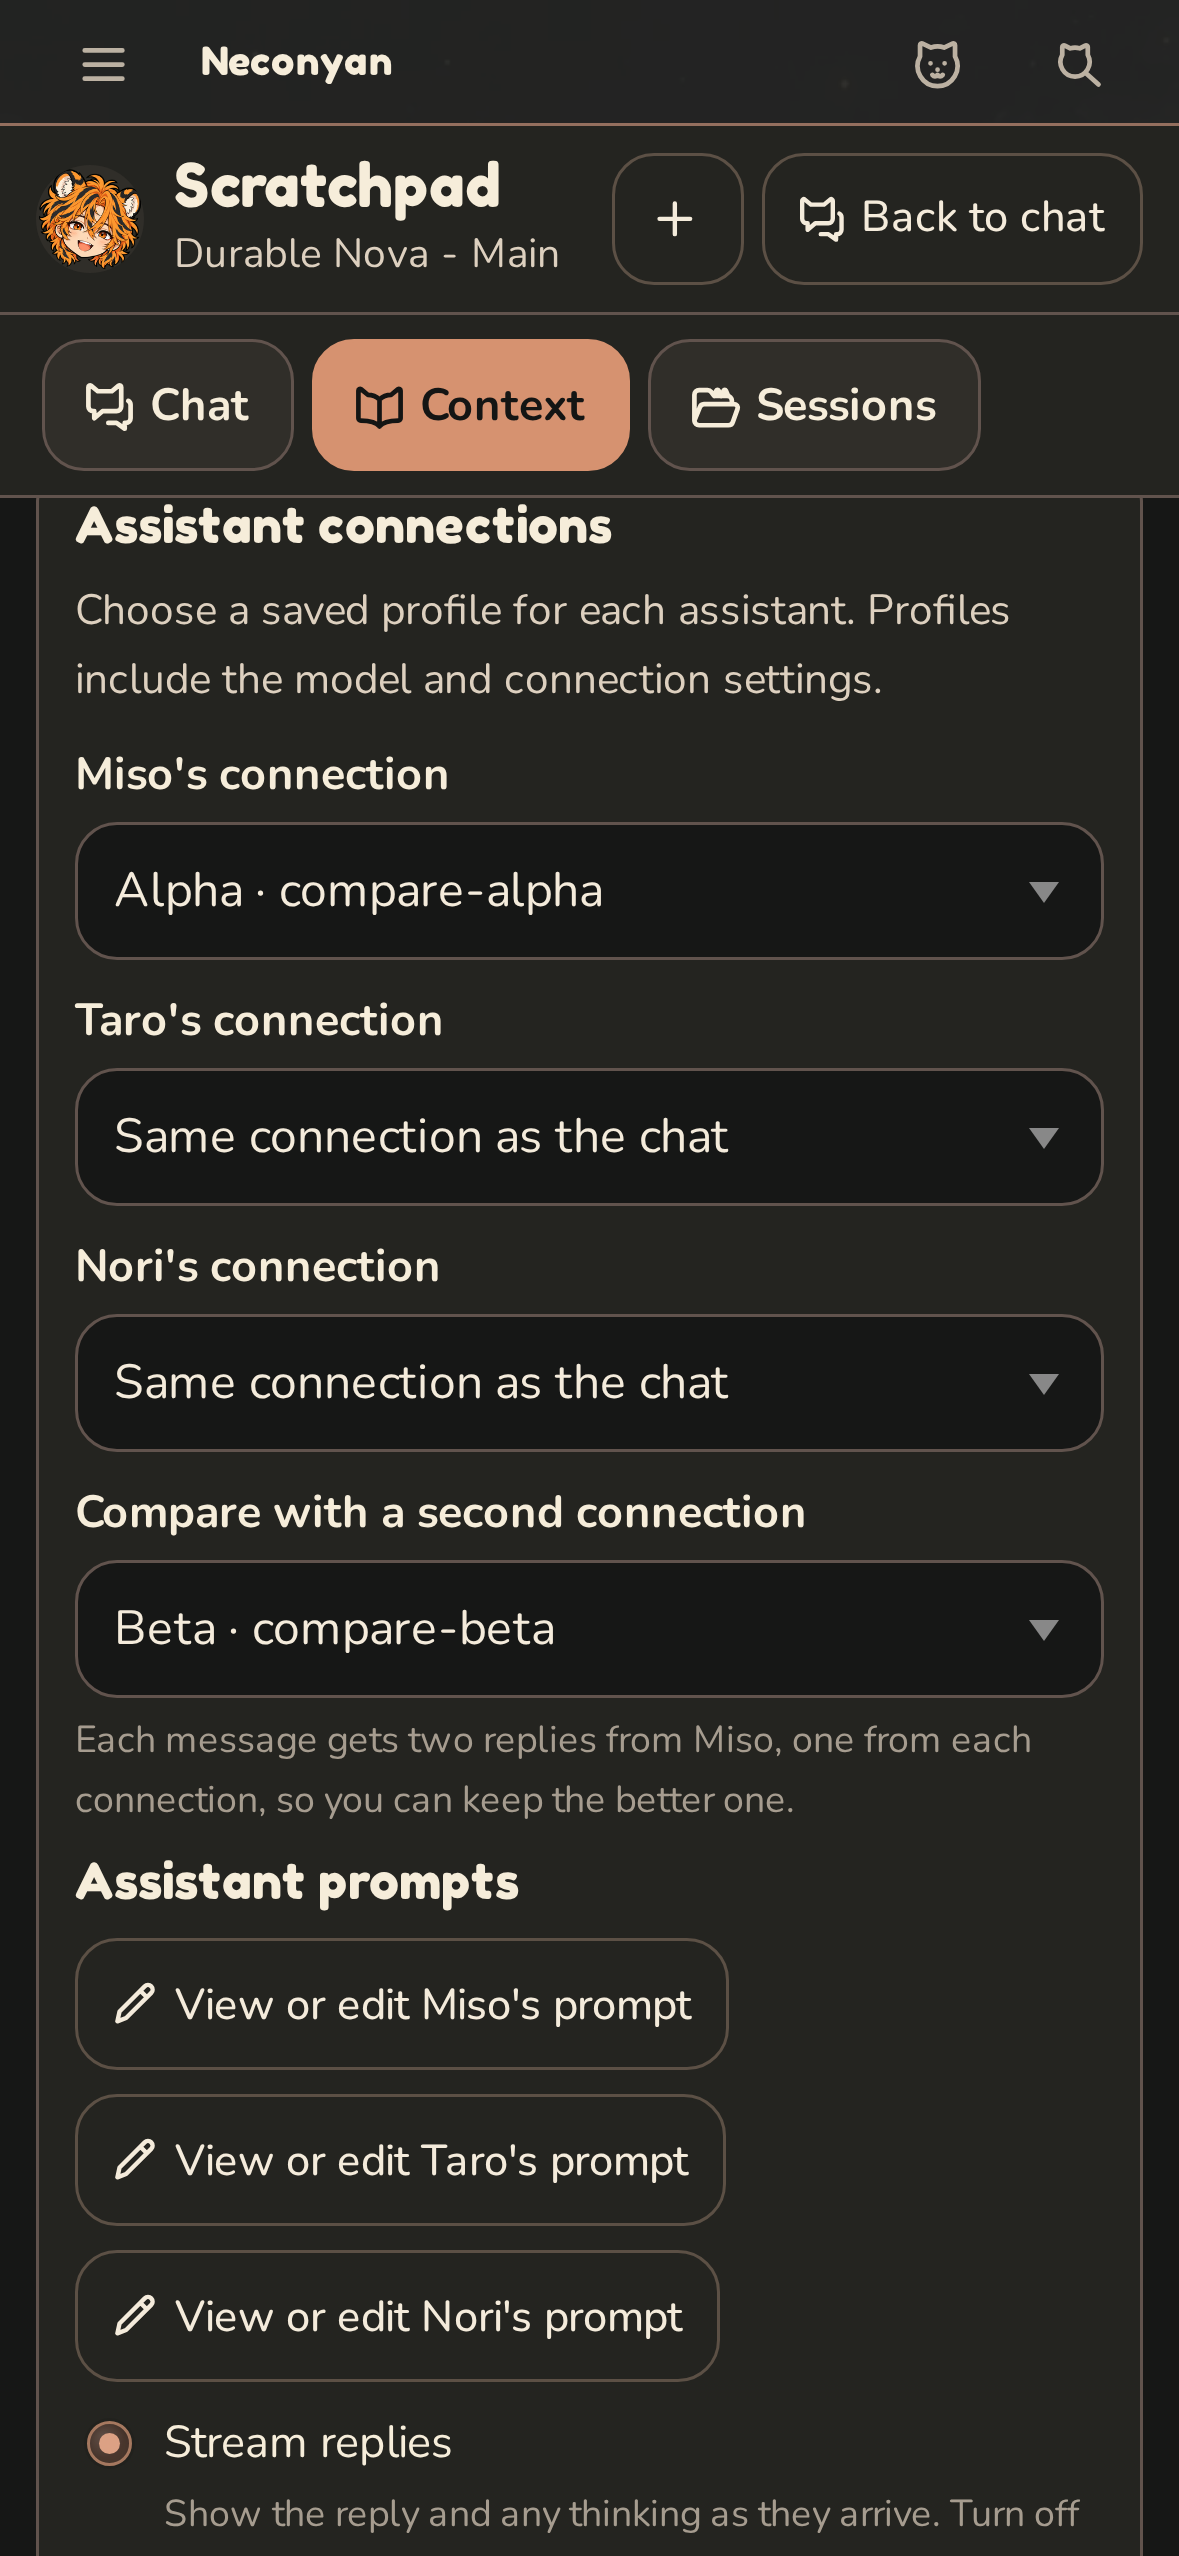 Neconyan
Scratchpad
Durable Nova - Main
Back to chat
Chat
Context
Sessions
Assistant connections
Choose a saved profile for each assistant. Profiles
include the model and connection settings.
Miso's connection
Alpha · compare-alpha
Taro's connection
Same connection as the chat
Nori's connection
Same connection as the chat
Compare with a second connection
Beta · compare-beta
Each message gets two replies from Miso, one from each
connection, so you can keep the better one.
Assistant prompts
View or edit Miso's prompt
View or edit Taro's prompt
View or edit Nori's prompt
Stream replies
Show the reply and any thinking as they arrive. Turn off